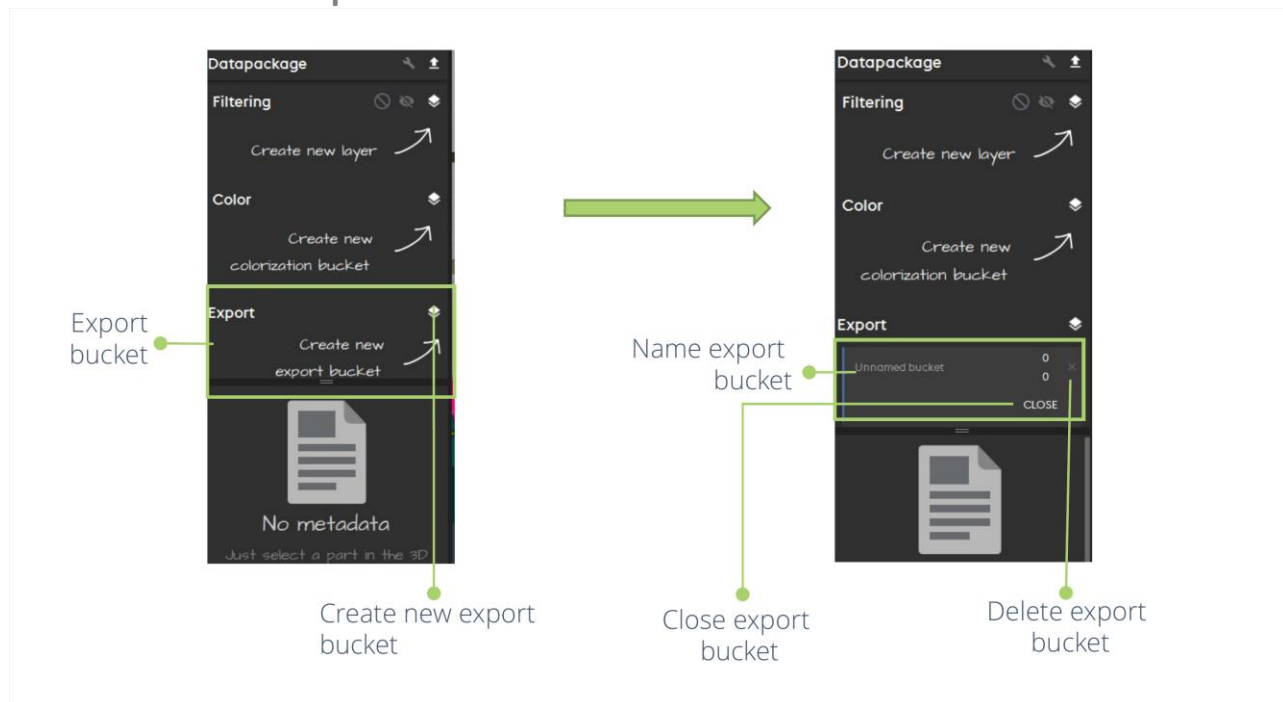 Datapackage
Filtering
Create new layer
Color
Create new
colorization bucket
Export
Create new
export bucket
No metadata
Just select a part in the 3D
Export
bucket
Create new export
bucket
Datapackage
Filtering
Create new layer
Color
Create new
colorization bucket
Export
Unnamed bucket
0
0
CLOSE
Name export
bucket
Close export
bucket
Delete export
bucket